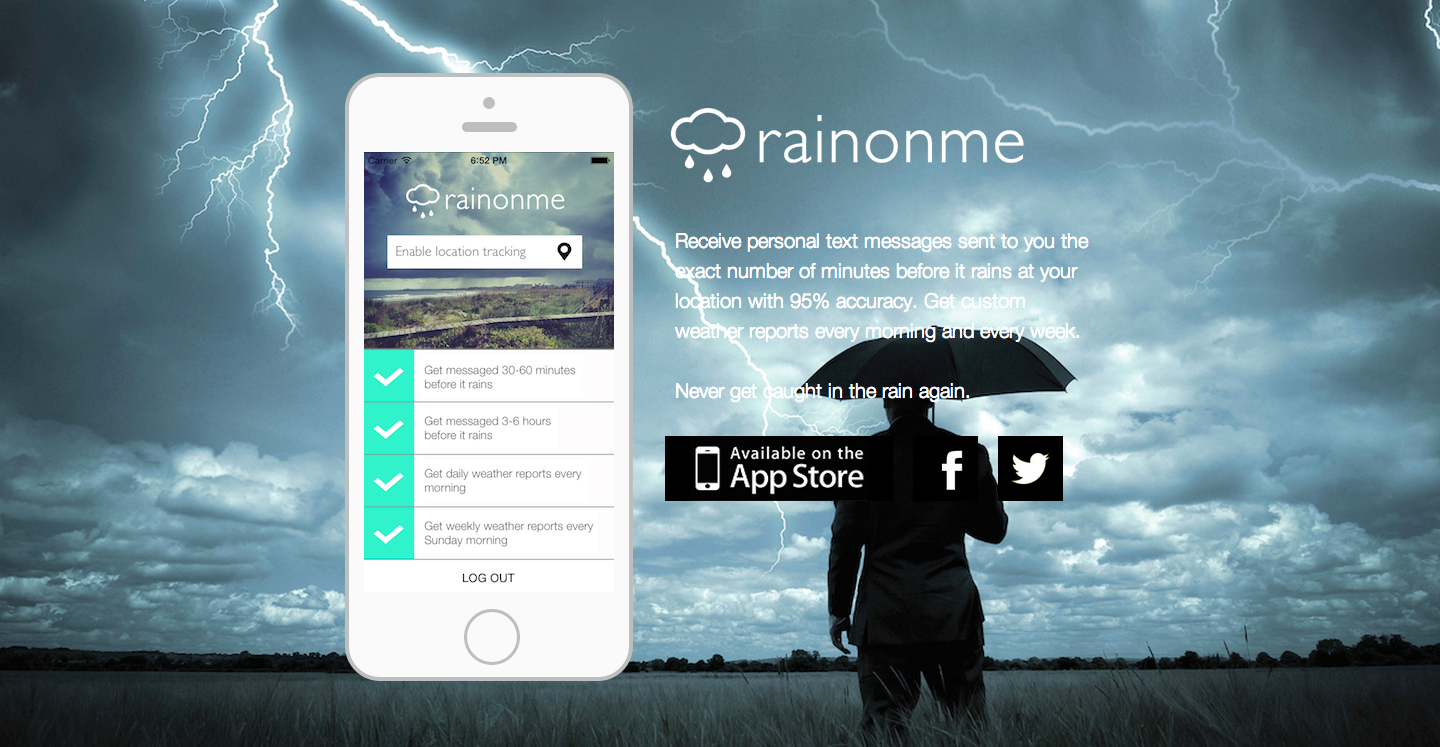 Carrier 6:52 PM
rainonme
Enable location tracking
Get messaged 30-60 minutes
before it rains
Get messaged 3-6 hours
before it rains
Get daily weather reports every
morning
Get weekly weather reports every
Sunday morning
LOG OUT
rainonme
Receive personal text messages sent to you the
exact number of minutes before it rains at your
location with 95% accuracy. Get custom
weather reports every morning and every week.
Never get caught in the rain again.
Available on the
App Store